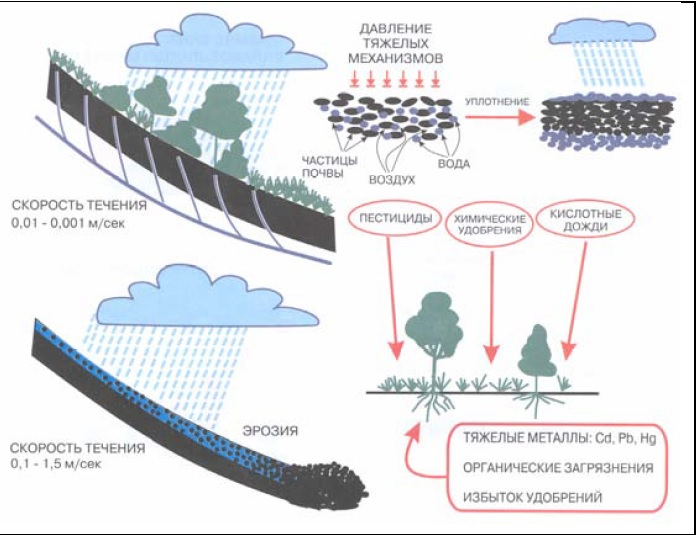 ДАВЛЕНИЕ
ТЯЖЕЛЫХ
МЕХАНИЗМОВ
УПЛОТНЕНИЕ
ЧАСТИЦЫ
ПОЧВЫ
ВОЗДУХ
ВОДА
СКОРОСТЬ ТЕЧЕНИЯ
0,01 - 0,001 м/сек
ПЕСТИЦИДЫ
ХИМИЧЕСКИЕ
УДОБРЕНИЯ
КИСЛОТНЫЕ
ДОЖДИ
ЭРОЗИЯ
СКОРОСТЬ ТЕЧЕНИЯ
0,1 - 1,5 м/сек
ТЯЖЕЛЫЕ МЕТАЛЛЫ: Cd, Pb, Hg
ОРГАНИЧЕСКИЕ ЗАГРЯЗНЕНИЯ
ИЗБЫТОК УДОБРЕНИЙ